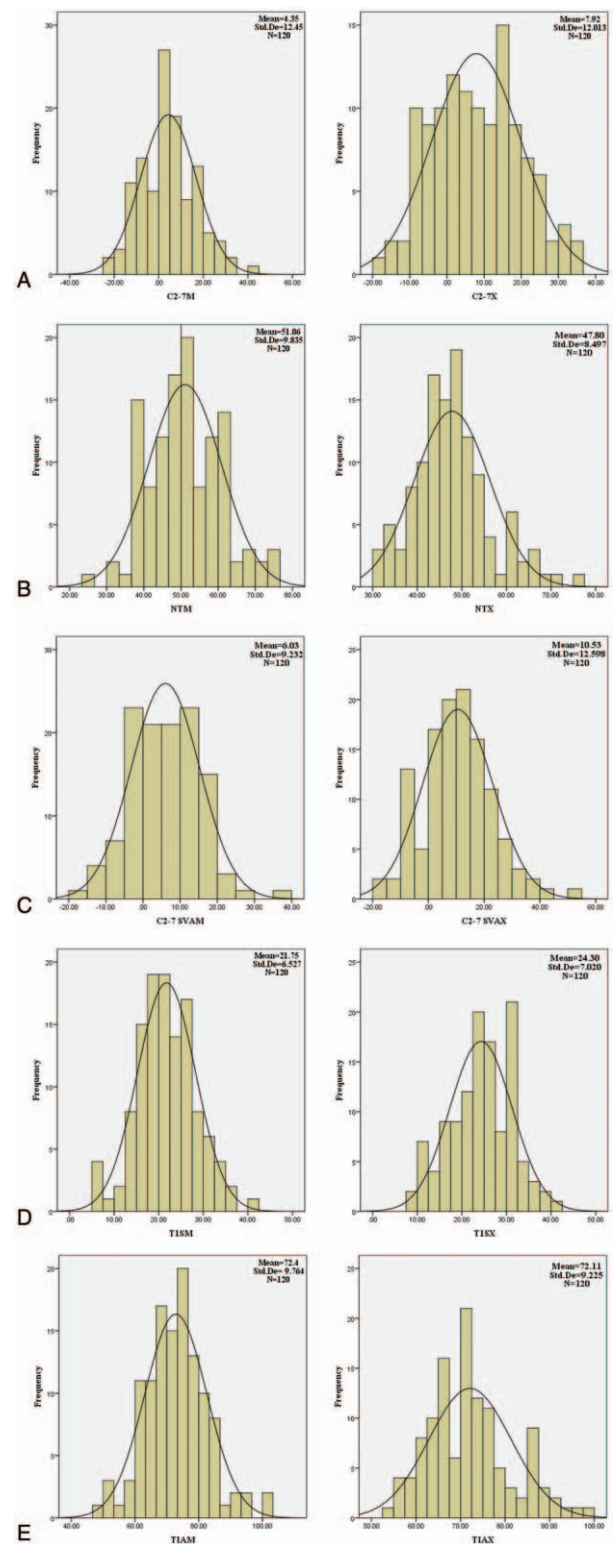 Mean=4.35
Std.De=12.45
N=120
30
20
10
0
Frequency
-40.00 -20.00 .00 20.00 40.00 60.00
C2-7M
A
Mean=7.92
Std.De=12.013
N=120
15
10
5
0
Frequency
-20.00 -10.00 .00 10.00 20.00 30.00 40.00
C2-7X
Mean=51.06
Std.De=9.835
N=120
20
15
10
5
0
Frequency
20.00 30.00 40.00 50.00 60.00 70.00 80.00
NTM
B
Mean=47.80
Std.De=8.497
N=120
20
15
10
5
0
Frequency
30.00 40.00 50.00 60.00 70.00 80.00
NTX
Mean=6.03
Std.De=9.232
N=120
30
20
10
0
Frequency
-20.00 -10.00 .00 10.00 20.00 30.00 40.00
C2-7 SVAM
C
Mean=10.53
Std.De=12.598
N=120
25
20
15
10
5
0
Frequency
-20.00 .00 20.00 40.00 60.00
C2-7 SVAX
Mean=21.75
Std.De=6.527
N=120
20
15
10
5
0
Frequency
.00 10.00 20.00 30.00 40.00 50.00
T1SM
D
Mean=24.30
Std.De=7.020
N=120
25
20
15
10
5
0
Frequency
.00 10.00 20.00 30.00 40.00 50.00
T1SX
Mean=72.4
Std.De= 9.764
N=120
20
15
10
5
0
Frequency
40.00 60.00 80.00 100.00
TIAM
E
Mean=72.11
Std.De=9.225
N=120
25
20
15
10
5
0
Frequency
50.00 60.00 70.00 80.00 90.00 100.00
TIAX